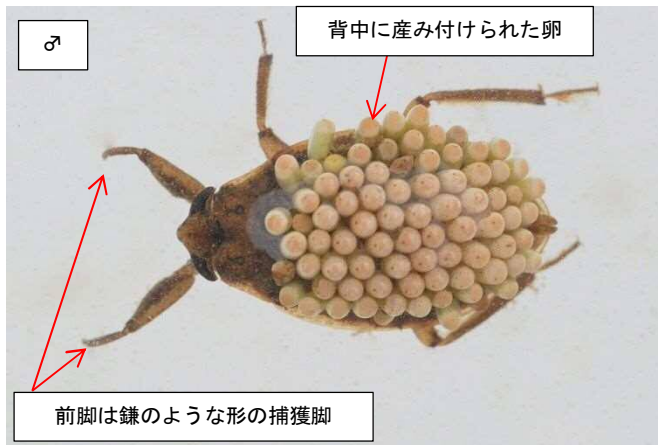 ♂
背中に産み付けられた卵
前脚は鎌のような形の捕獲脚